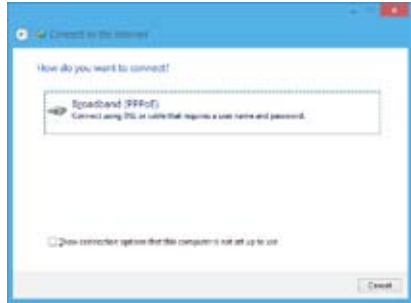 Connect to the Internet
How do you want to connect?
Broadband (PPPoE)
Connect using DSL or cable that requires a user name and password.
Show connection options that this computer is not set up to use
Cancel